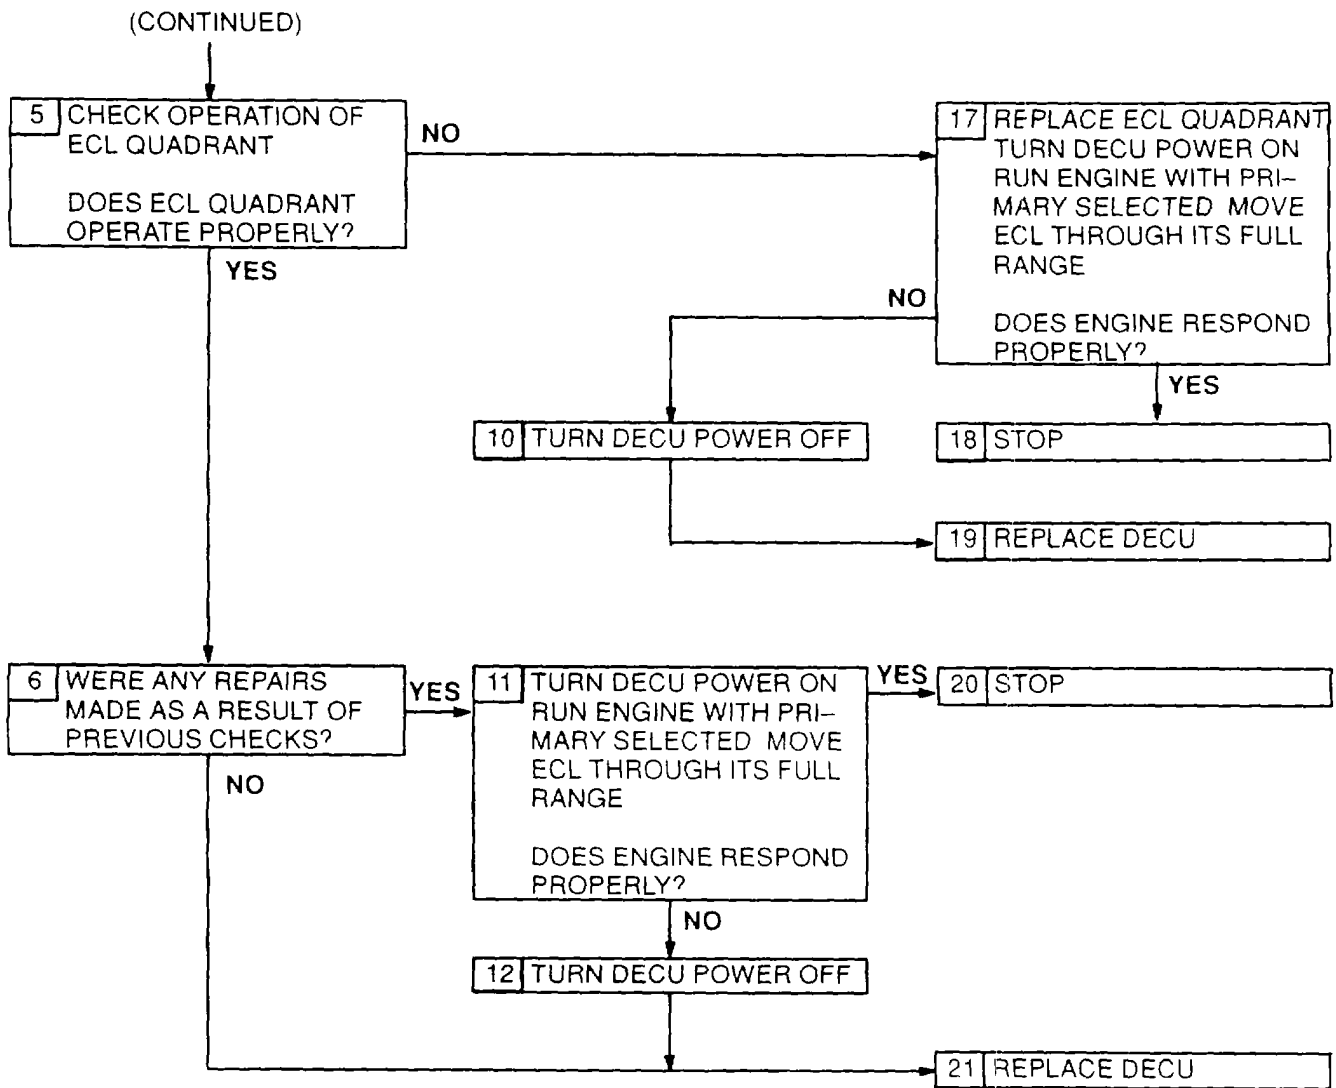 (CONTINUED)
5 CHECK OPERATION OF
ECL QUADRANT
DOES ECL QUADRANT
OPERATE PROPERLY?
NO
YES
17 REPLACE ECL QUADRANT
TURN DECU POWER ON
RUN ENGINE WITH PRI–
MARY SELECTED MOVE
ECL THROUGH ITS FULL
RANGE
DOES ENGINE RESPOND
PROPERLY?
NO
YES
10 TURN DECU POWER OFF
18 STOP
19 REPLACE DECU
6 WERE ANY REPAIRS
MADE AS A RESULT OF
PREVIOUS CHECKS?
YES
NO
11 TURN DECU POWER ON
RUN ENGINE WITH PRI–
MARY SELECTED MOVE
ECL THROUGH ITS FULL
RANGE
DOES ENGINE RESPOND
PROPERLY?
YES
NO
20 STOP
12 TURN DECU POWER OFF
21 REPLACE DECU